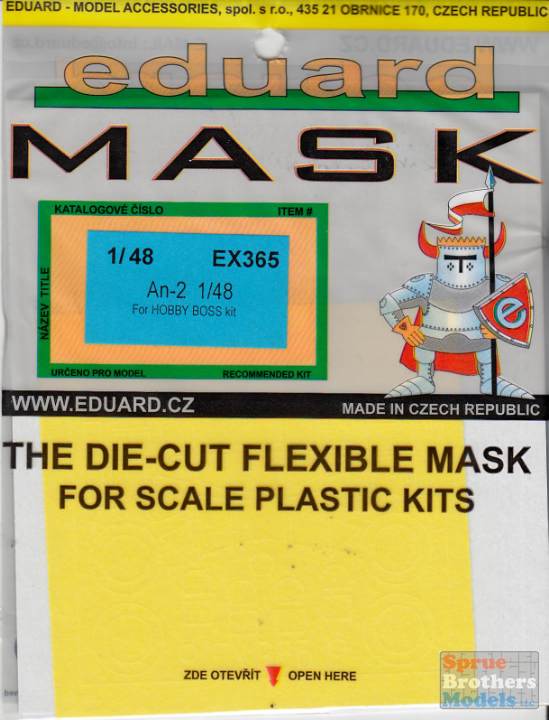 EDUARD - MODEL ACCESSORIES, spol. s r.o., 435 21 OBRNICE 170, CZECH REPUBLIC
eduard
MASK
KATALOGOVÉ ČÍSLO ITEM #
1/48 EX365
An-2 1/48
For HOBBY BOSS kit
NÁZEV TITLE
URČENO PRO MODEL RECOMMENDED KIT
e
WWW.EDUARD.CZ MADE IN CZECH REPUBLIC
THE DIE-CUT FLEXIBLE MASK
FOR SCALE PLASTIC KITS
ZDE OTEVŘÍT OPEN HERE
Sprue
Brothers
Models LLC